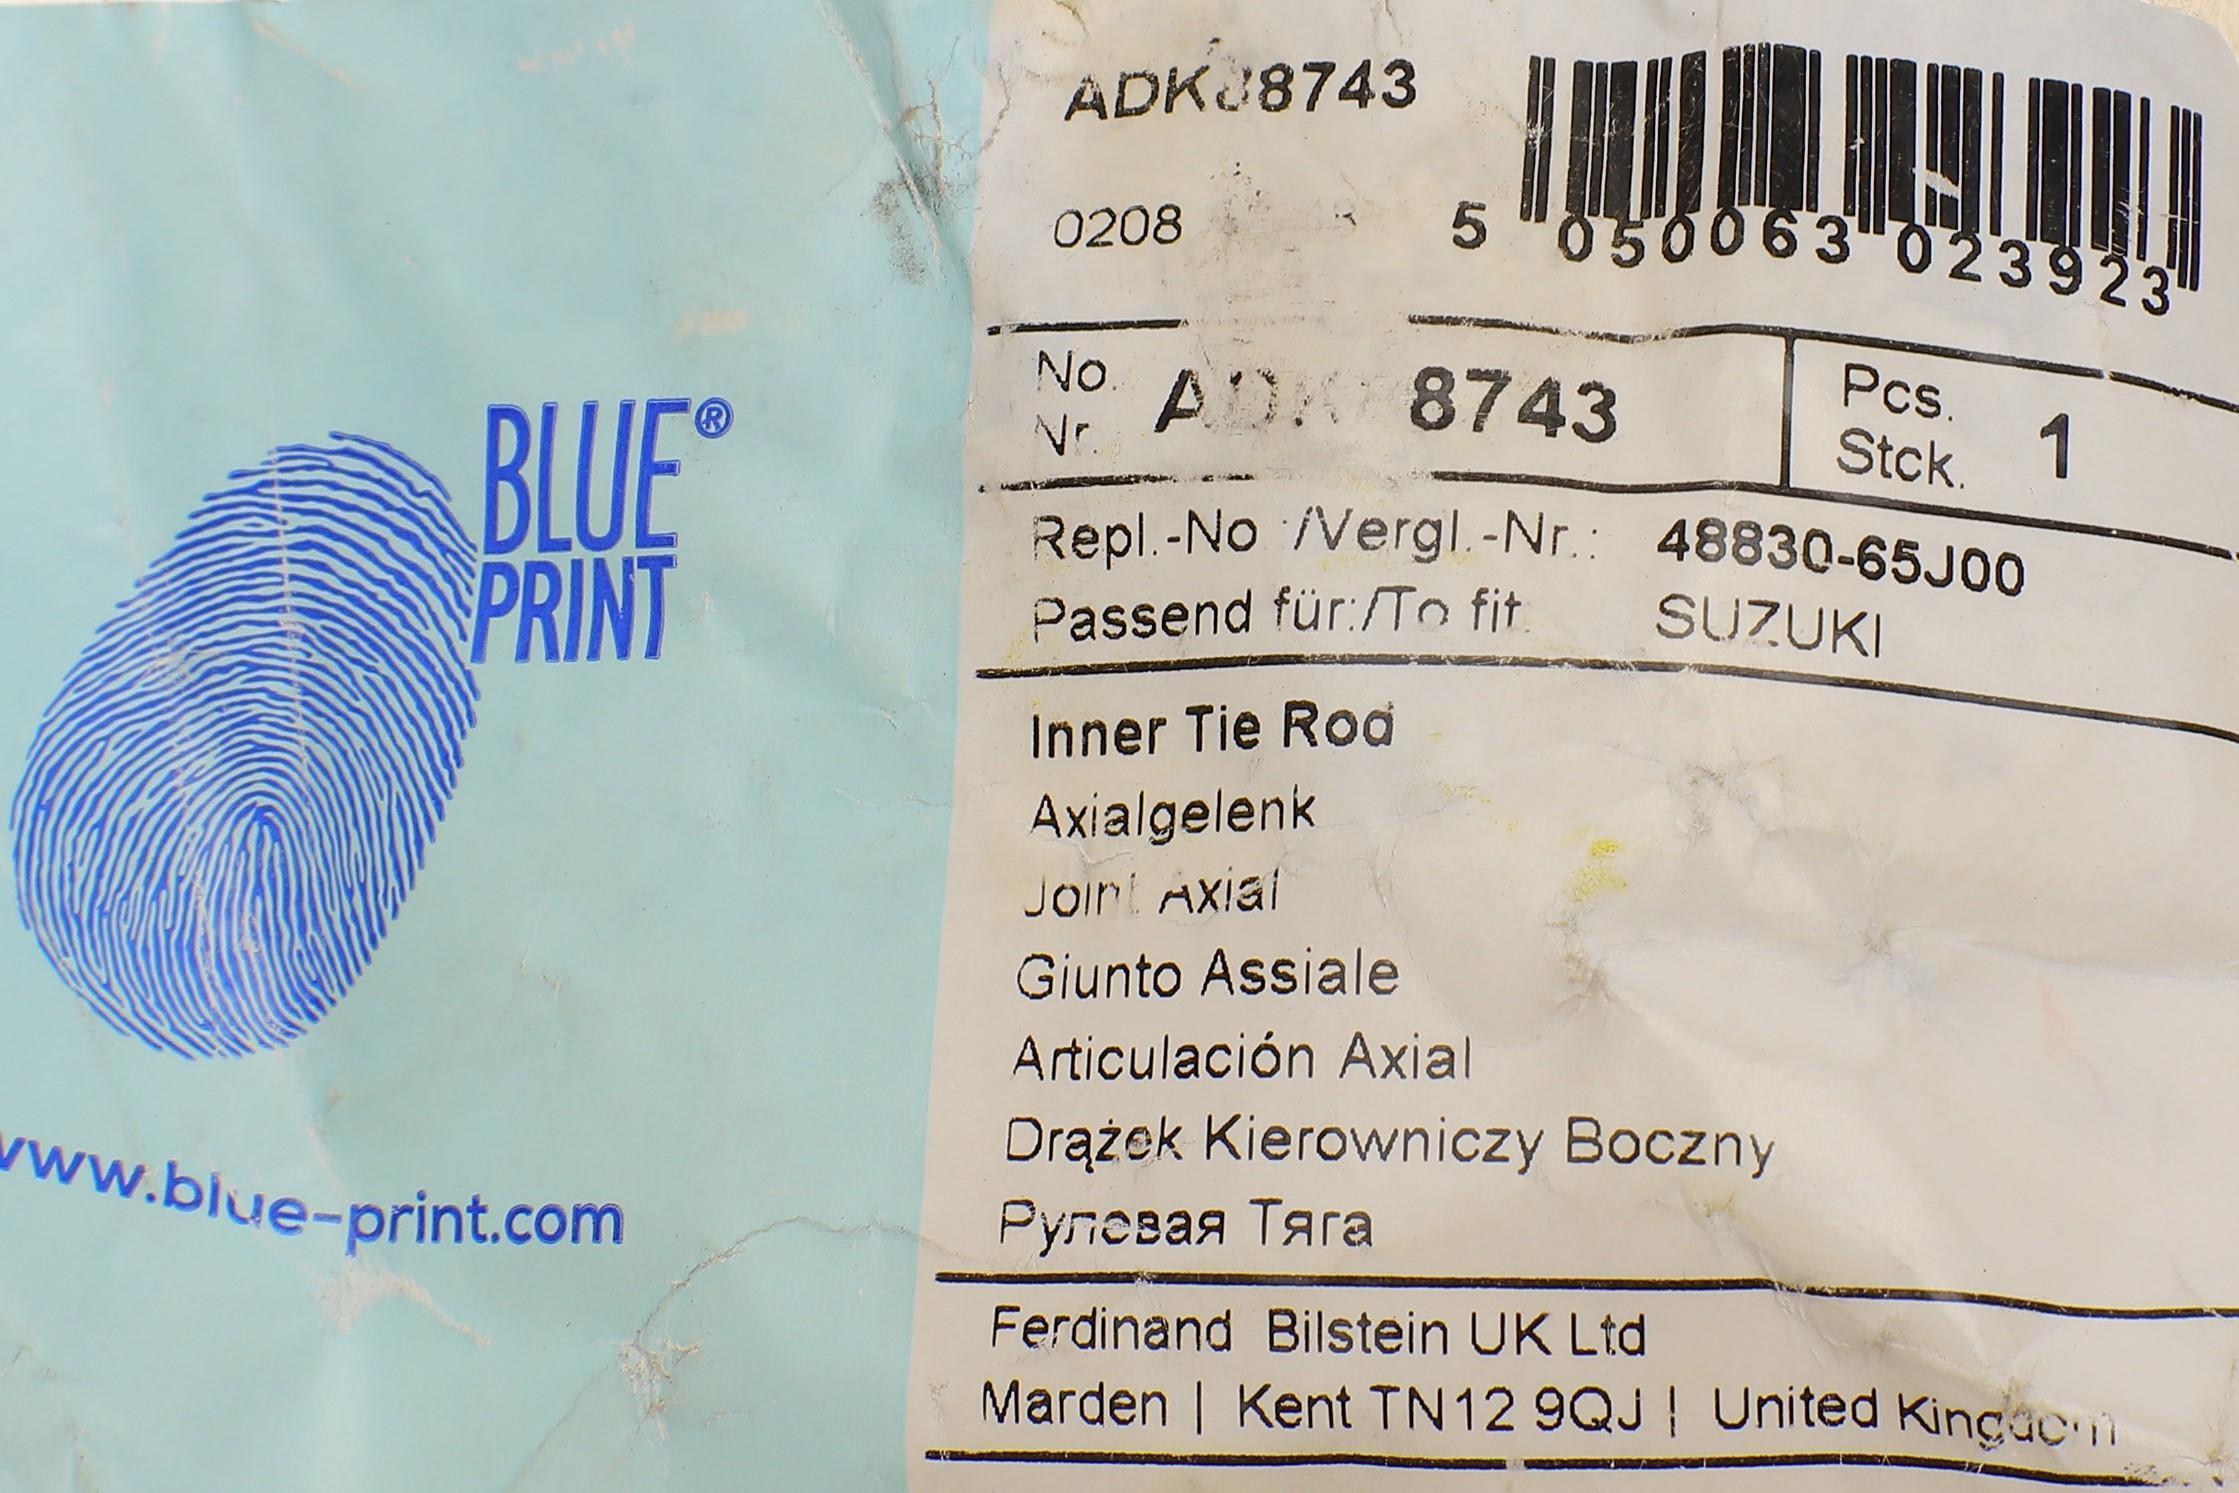 BLUE®
PRINT
www.blue-print.com
ADK88743
0208
5 050063 023923
No. ADK88743 Pcs. 1
Nr. Stck.
Repl.-No.:/Vergl.-Nr.: 48830-65J00
Passend für:/To fit: SUZUKI
Inner Tie Rod
Axialgelenk
Joint Axial
Giunto Assiale
Articulación Axial
Drążek Kierowniczy Boczny
Рулевая Тяга
Ferdinand Bilstein UK Ltd
Marden | Kent TN12 9QJ | United Kingdom